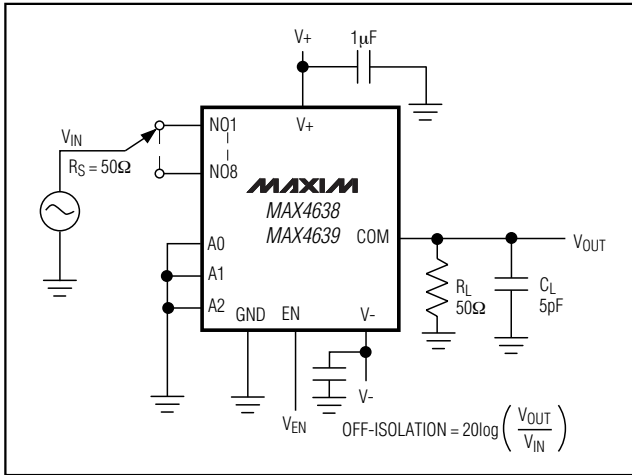 V+
1µF
V+
VIN
RS = 50Ω
NO1
NO8
MAXIM
MAX4638
MAX4639
COM
VOUT
A0
A1
A2
GND
EN
V-
RL
50Ω
CL
5pF
VEN
V-
OFF-ISOLATION = 20log(VOUT/VIN)